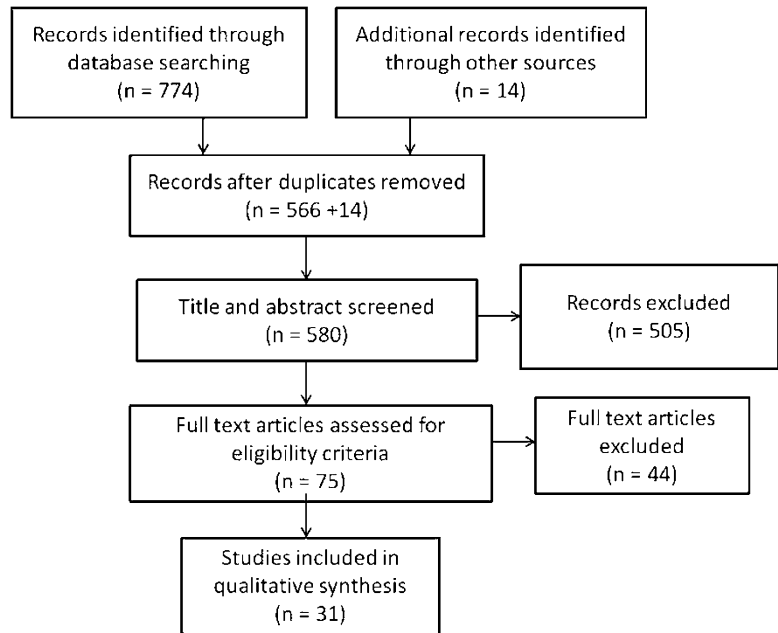 Records identified through
database searching
(n = 774)
Additional records identified
through other sources
(n = 14)
Records after duplicates removed
(n = 566 +14)
Title and abstract screened
(n = 580)
Records excluded
(n = 505)
Full text articles assessed for
eligibility criteria
(n = 75)
Full text articles
excluded
(n = 44)
Studies included in
qualitative synthesis
(n = 31)